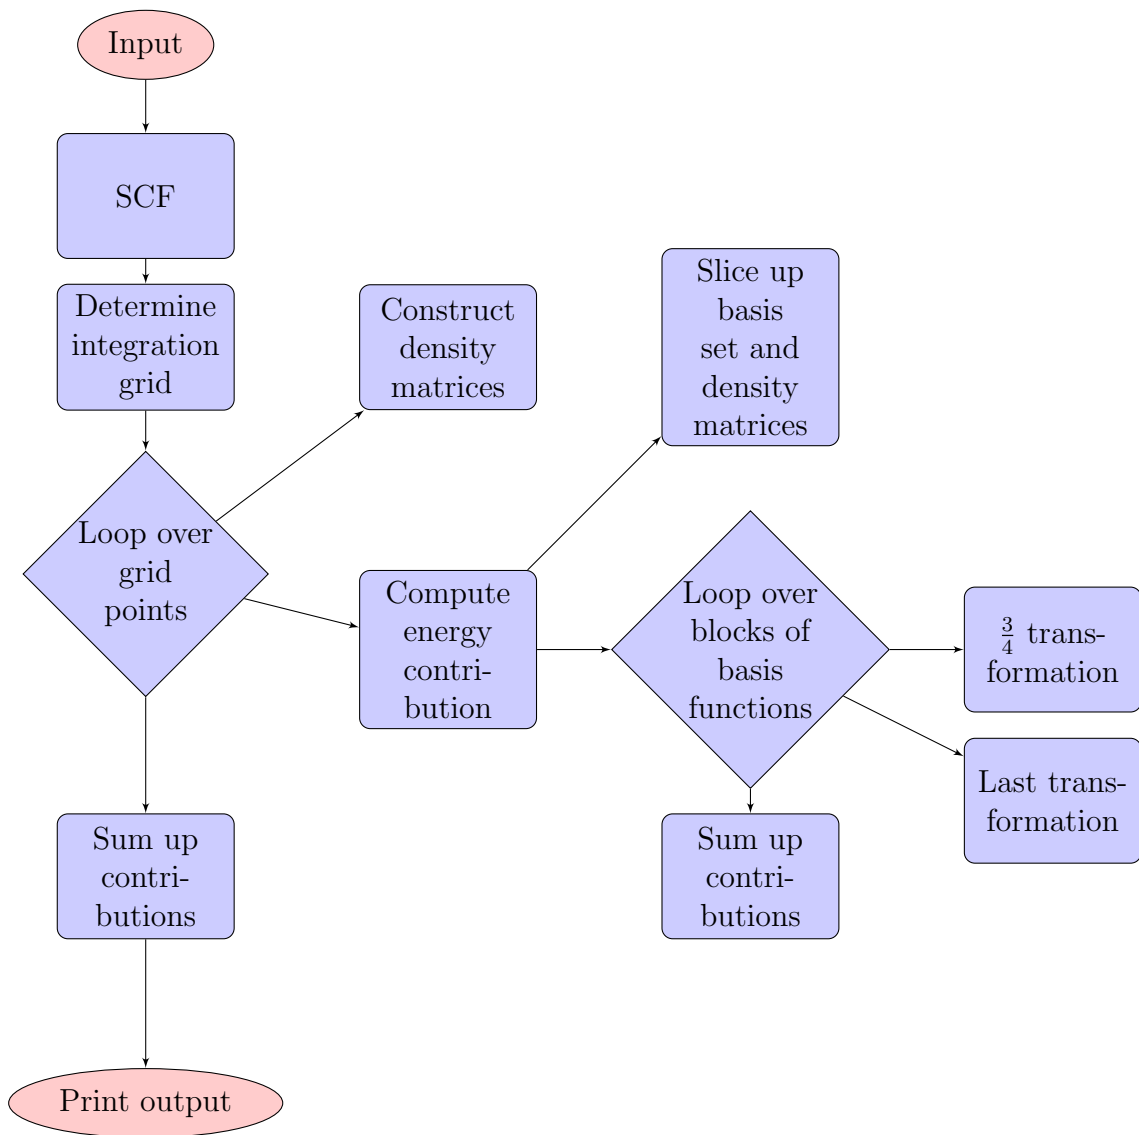 Input
SCF
Determine
integration
grid
Construct
density
matrices
Slice up
basis
set and
density
matrices
Loop over
grid
points
Compute
energy
contri-
bution
Loop over
blocks of
basis
functions
3/4 trans-
formation
Last trans-
formation
Sum up
contri-
butions
Sum up
contri-
butions
Print output